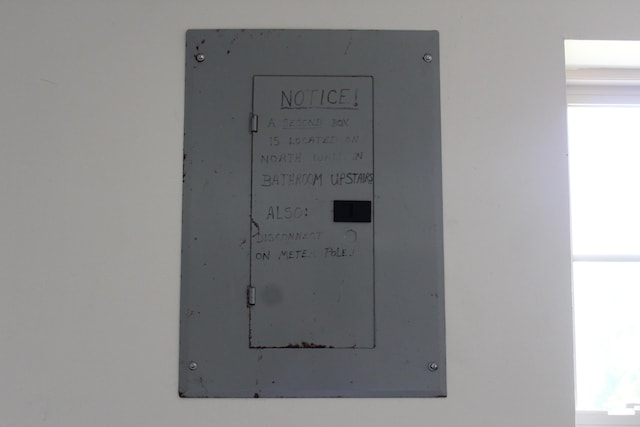 NOTICE!
A SECOND BOX
IS LOCATED ON
NORTH WALL IN
BATHROOM UPSTAIRS
ALSO:
DISCONNECT
ON METER POLE